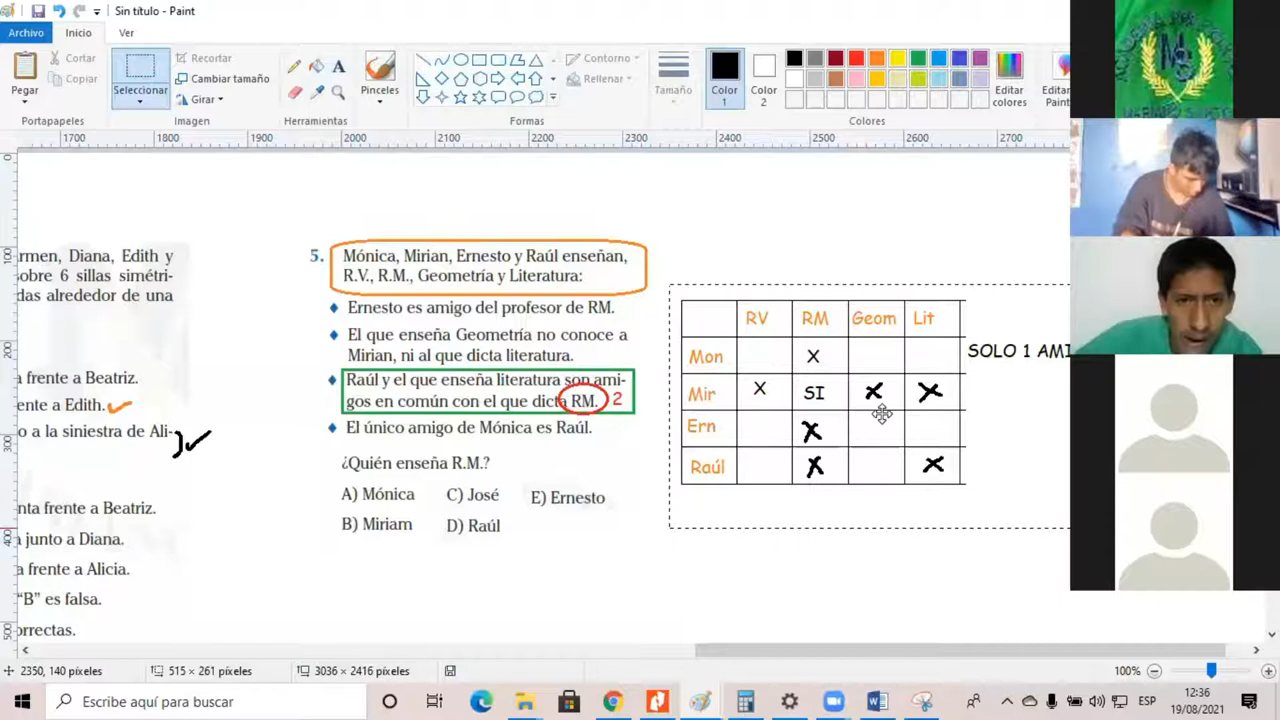 Sin título - Paint
Archivo Inicio Ver
Pegar
Cortar
Copiar
Portapapeles
Seleccionar
Recortar
Cambiar tamaño
Girar
Imagen
A
Herramientas
Pinceles
Contorno
Rellenar
Formas
Tamaño
Color 1
Color 2
Editar colores
Editar
Colores
1700 1800 1900 2000 2100 2200 2300 2400 2500 2600 2700
0 100 200 300 400 500
rmen, Diana, Edith y
obre 6 sillas simétri-
das alrededor de una
a frente a Beatriz.
ente a Edith.
o a la siniestra de Ali-
nta frente a Beatriz.
a junto a Diana.
a frente a Alicia.
"B" es falsa.
orrectas.
5. Mónica, Mirian, Ernesto y Raúl enseñan,
R.V., R.M., Geometría y Literatura:
♦ Ernesto es amigo del profesor de RM.
♦ El que enseña Geometría no conoce a
Mirian, ni al que dicta literatura.
♦ Raúl y el que enseña literatura son ami-
gos en común con el que dicta RM. 2
♦ El único amigo de Mónica es Raúl.
¿Quién enseña R.M.?
A) Mónica C) José E) Ernesto
B) Miriam D) Raúl
RV RM Geom Lit
Mon X
Mir X SI X X
Ern X
Raúl X X
SOLO 1 AMI
2350, 140 píxeles 515 × 261 píxeles 3036 × 2416 píxeles 100%
Escribe aquí para buscar
ESP
12:36
19/08/2021